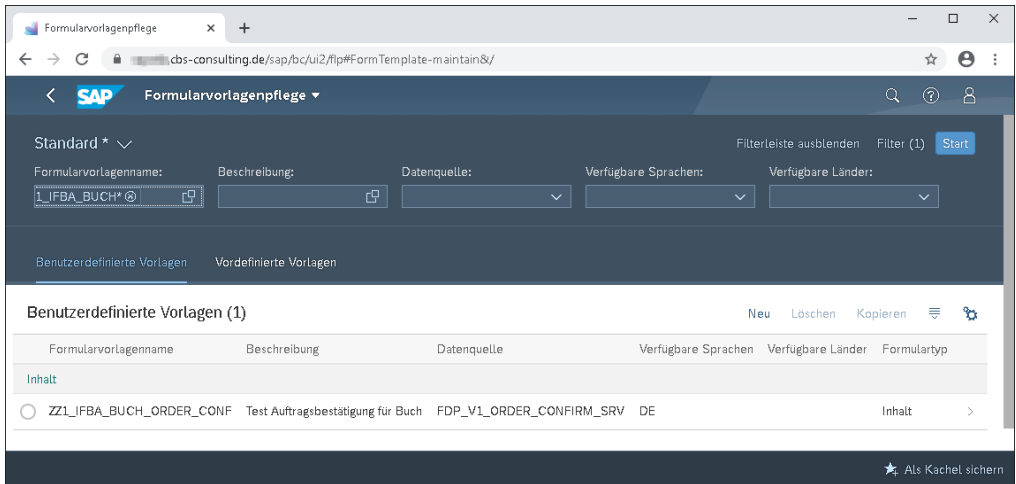 Formularvorlagenpflege
cbs-consulting.de/sap/bc/ui2/flp#FormTemplate-maintain&/
SAP Formularvorlagenpflege
Standard *
Filterleiste ausblenden Filter (1) Start
Formularvorlagenname: Beschreibung: Datenquelle: Verfügbare Sprachen: Verfügbare Länder:
1_IFBA_BUCH*
Benutzerdefinierte Vorlagen Vordefinierte Vorlagen
Benutzerdefinierte Vorlagen (1) Neu Löschen Kopieren
Formularvorlagenname Beschreibung Datenquelle Verfügbare Sprachen Verfügbare Länder Formulartyp
Inhalt
ZZ1_IFBA_BUCH_ORDER_CONF Test Auftragsbestätigung für Buch FDP_V1_ORDER_CONFIRM_SRV DE Inhalt
Als Kachel sichern